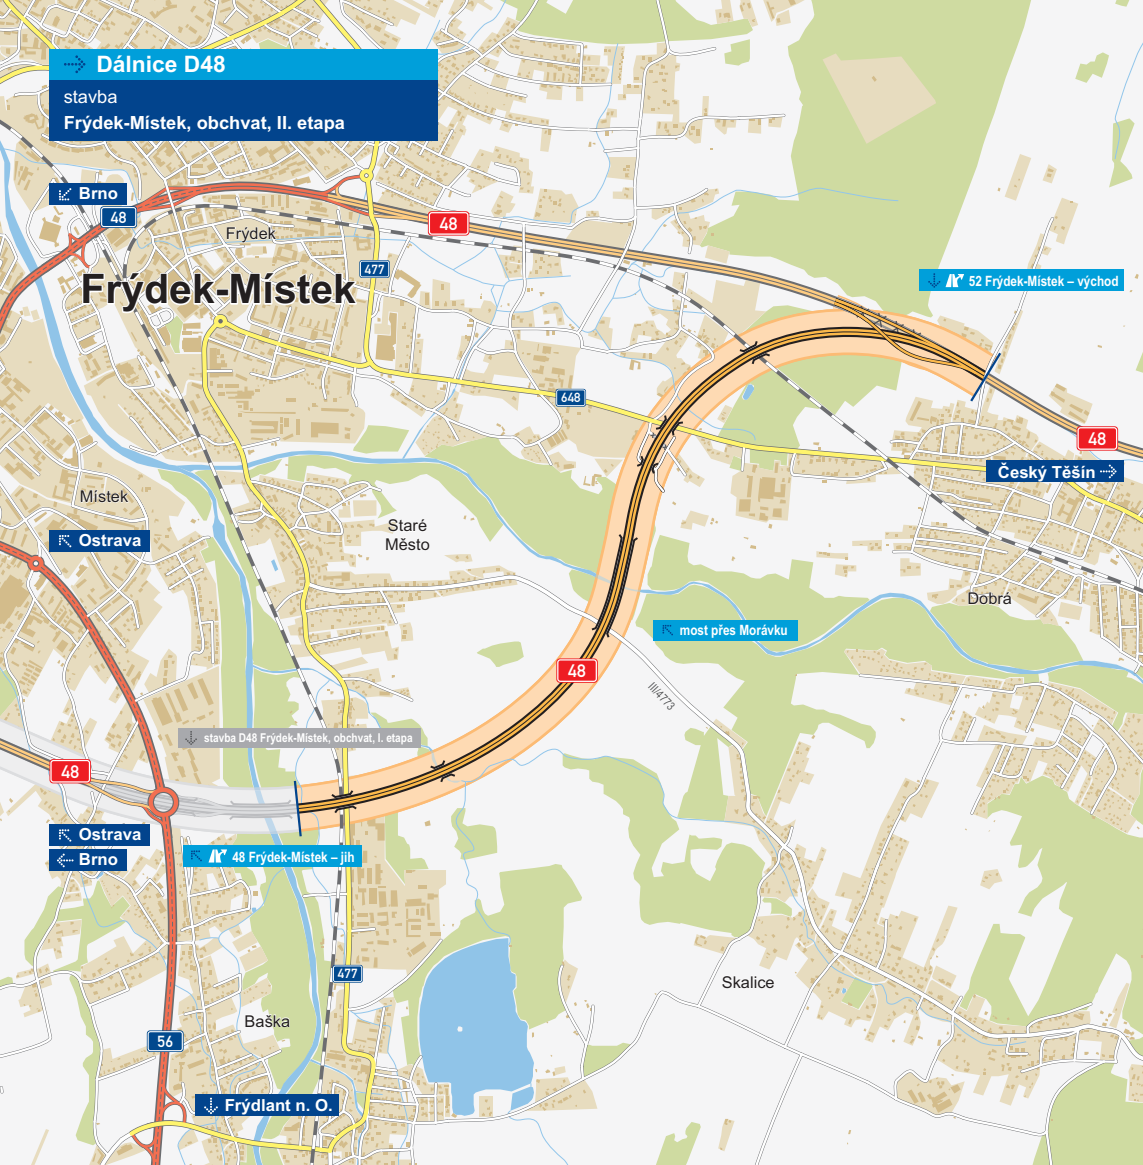 Dálnice D48
stavba
Frýdek-Místek, obchvat, II. etapa
Brno
48
48
Frýdek
477
Frýdek-Místek
52 Frýdek-Místek – východ
648
48
Český Těšín
Místek
Staré
Město
Ostrava
Dobrá
most přes Morávku
48
III/4773
stavba D48 Frýdek-Místek, obchvat, I. etapa
48
Ostrava
Brno
48 Frýdek-Místek – jih
477
Skalice
Baška
56
Frýdlant n. O.